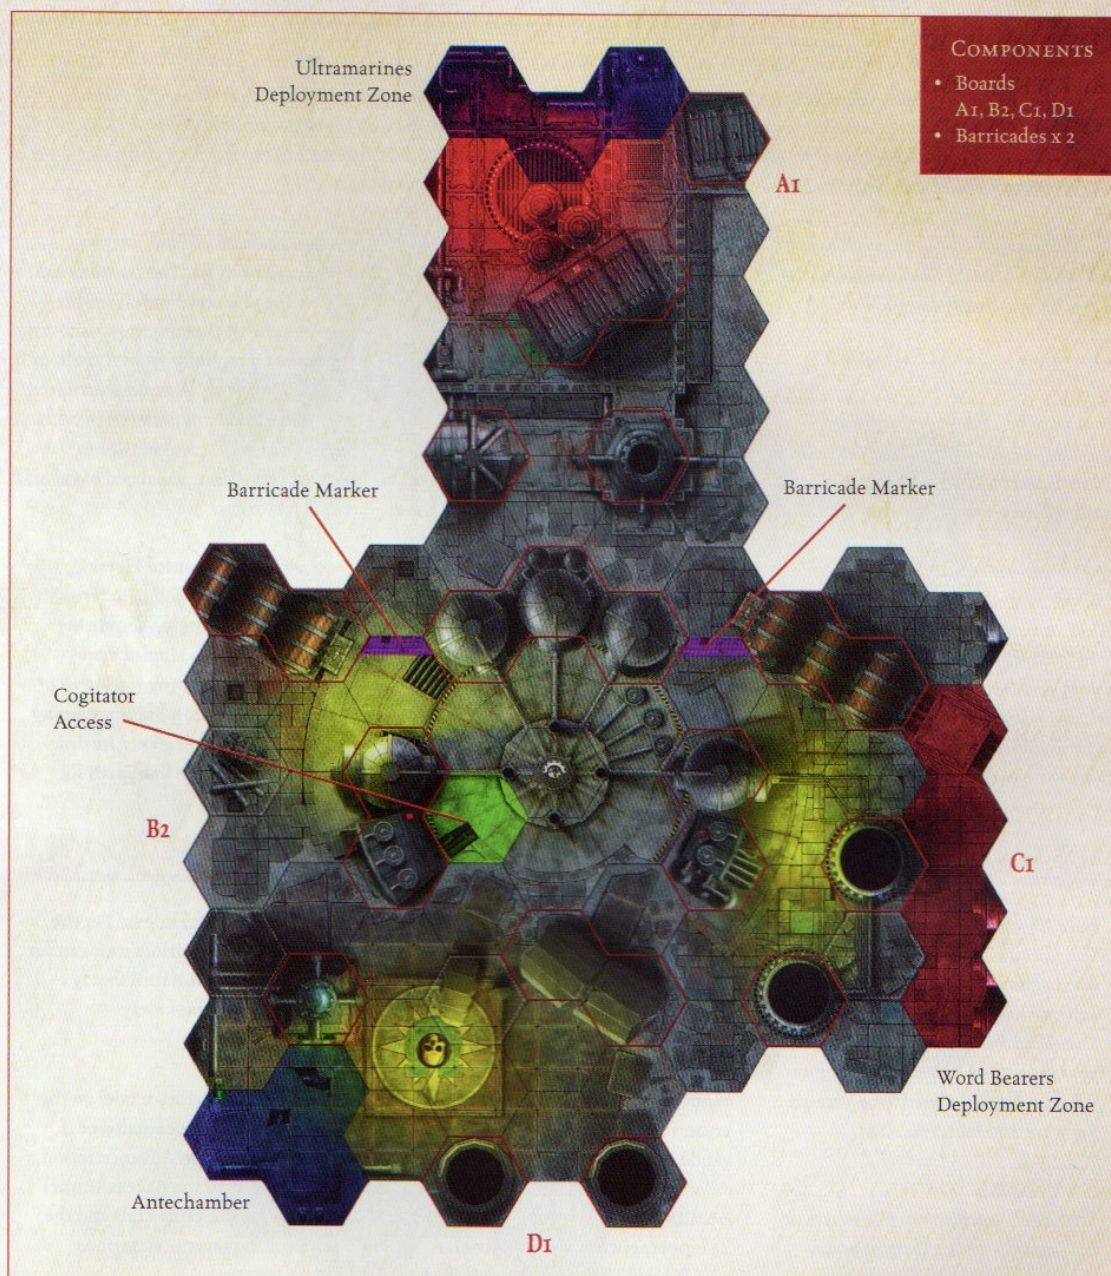 Ultramarines
Deployment Zone
COMPONENTS
• Boards
A1, B2, C1, D1
• Barricades x 2
A1
Barricade Marker
Barricade Marker
Cogitator
Access
B2
C1
Word Bearers
Deployment Zone
Antechamber
D1